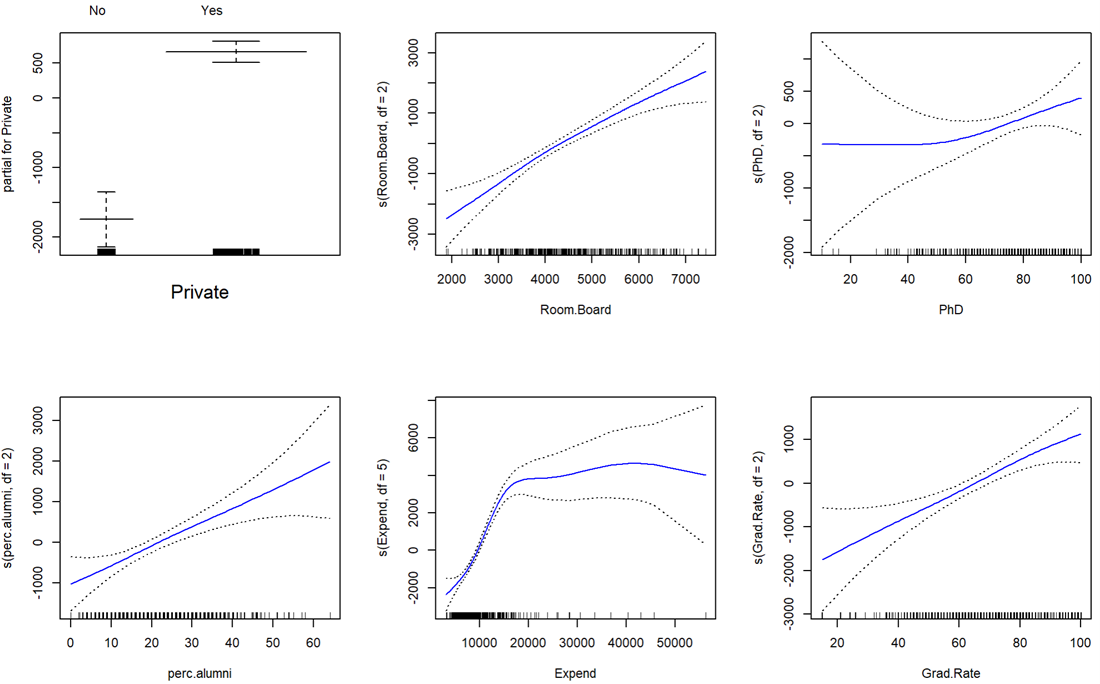 No Yes
partial for Private
500
0
-1000
-2000
Private
s(Room.Board, df = 2)
3000
1000
-1000
-3000
2000 3000 4000 5000 6000 7000
Room.Board
s(PhD, df = 2)
500
0
-1000
-2000
20 40 60 80 100
PhD
s(perc.alumni, df = 2)
3000
2000
1000
0
-1000
0 10 20 30 40 50 60
perc.alumni
s(Expend, df = 5)
6000
2000
0
-2000
10000 20000 30000 40000 50000
Expend
s(Grad.Rate, df = 2)
1000
0
-1000
-2000
-3000
20 40 60 80 100
Grad.Rate